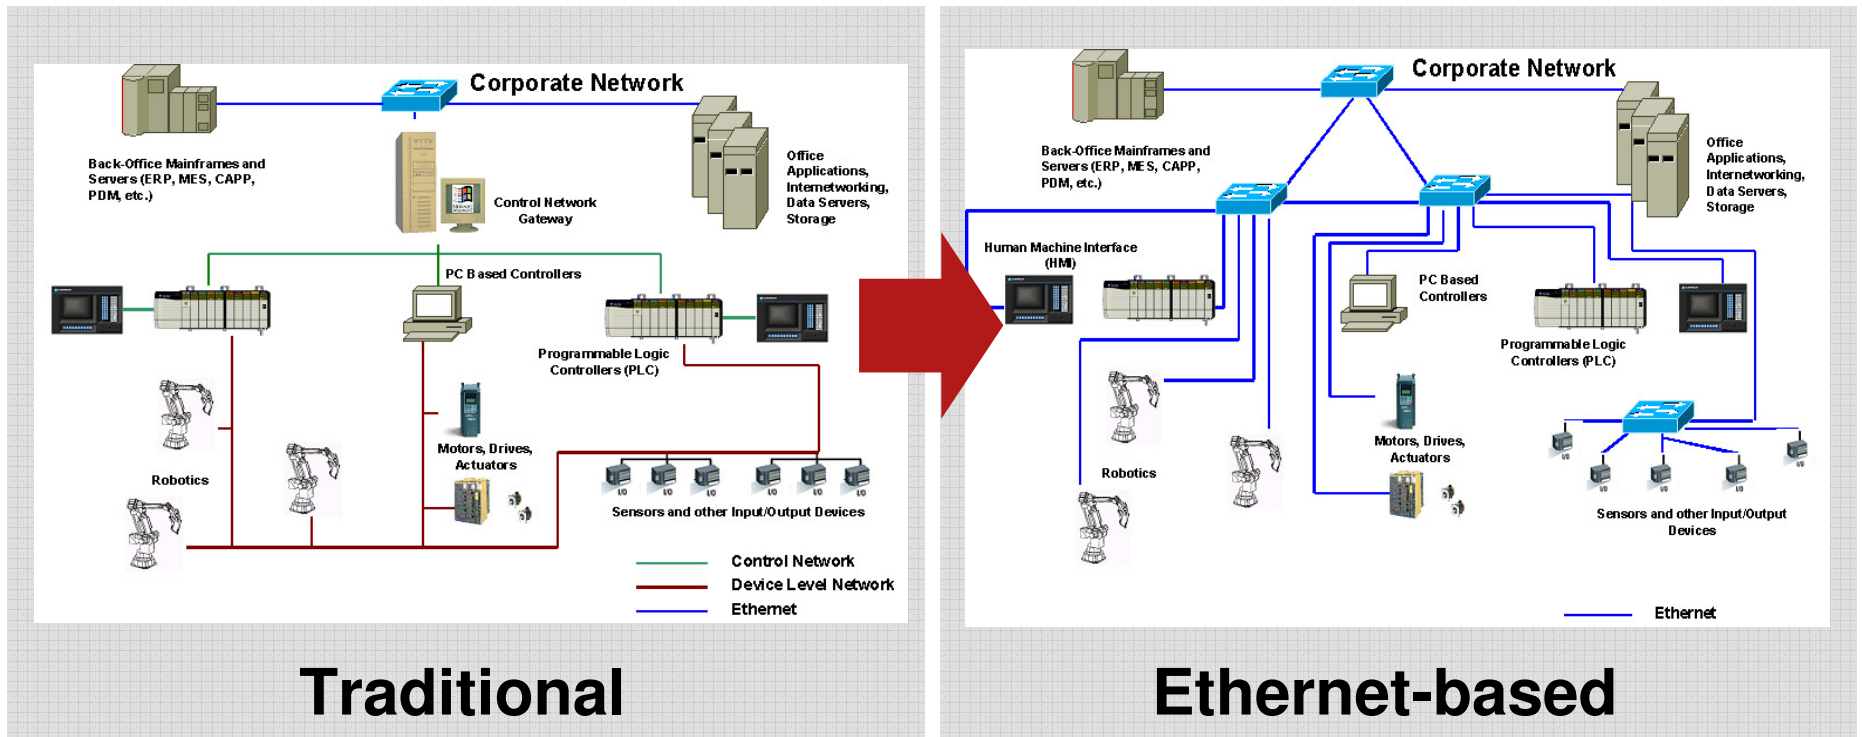 Corporate Network
Back-Office Mainframes and
Servers (ERP, MES, CAPP,
PDM, etc.)
Office
Applications,
Internetworking,
Data Servers,
Storage
Control Network
Gateway
PC Based Controllers
Programmable Logic
Controllers (PLC)
Robotics
Motors, Drives,
Actuators
I/O
I/O
I/O
I/O
I/O
I/O
Sensors and other Input/Output Devices
Control Network
Device Level Network
Ethernet
Traditional
Corporate Network
Back-Office Mainframes and
Servers (ERP, MES, CAPP,
PDM, etc.)
Office
Applications,
Internetworking,
Data Servers,
Storage
Human Machine Interface
(HMI)
PC Based
Controllers
Programmable Logic
Controllers (PLC)
Robotics
Motors, Drives,
Actuators
I/O
I/O
I/O
I/O
I/O
I/O
Sensors and other Input/Output
Devices
Ethernet
Ethernet-based